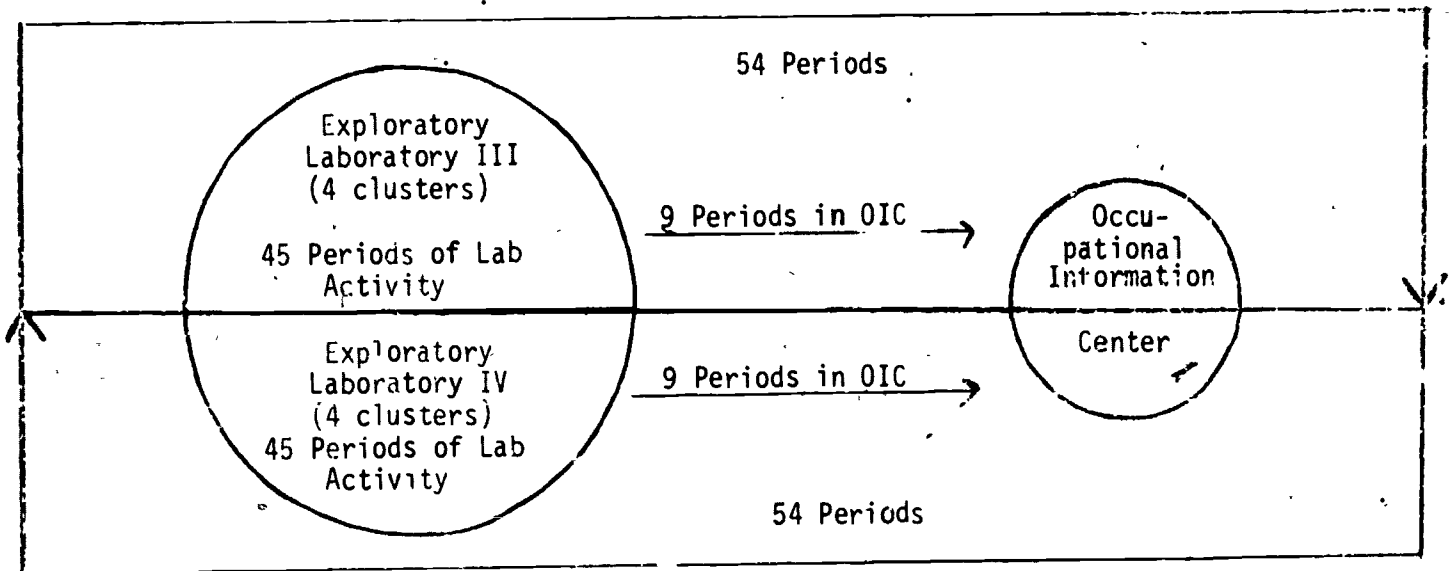 54 Periods
Exploratory
Laboratory III
(4 clusters)
45 Periods of Lab
Activity
9 Periods in OIC
Occu-
pational
Information
Center
Exploratory
Laboratory IV
(4 clusters)
45 Periods of Lab
Activity
9 Periods in OIC
54 Periods